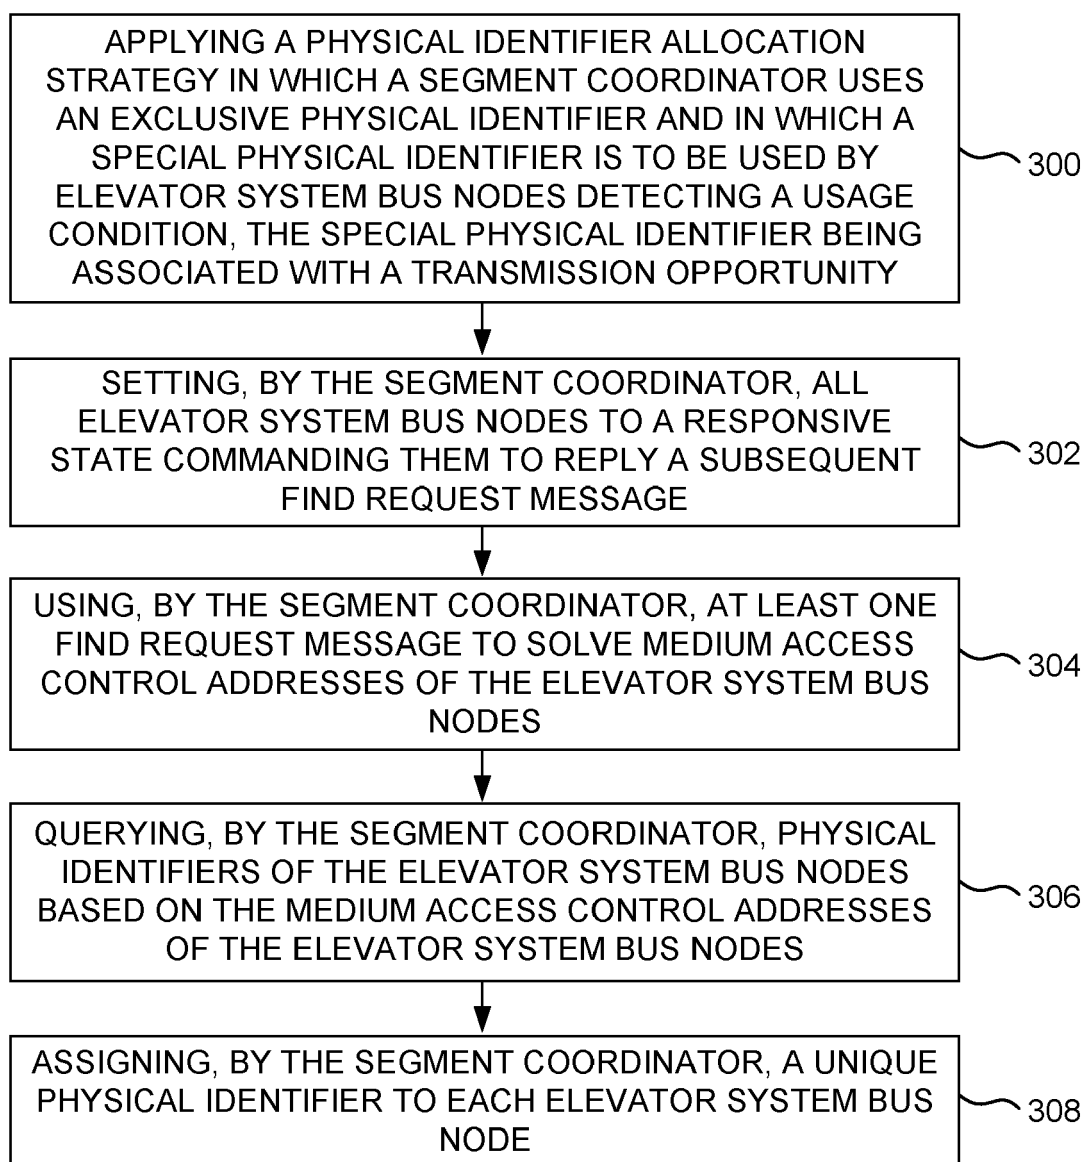 APPLYING A PHYSICAL IDENTIFIER ALLOCATION
STRATEGY IN WHICH A SEGMENT COORDINATOR USES
AN EXCLUSIVE PHYSICAL IDENTIFIER AND IN WHICH A
SPECIAL PHYSICAL IDENTIFIER IS TO BE USED BY
ELEVATOR SYSTEM BUS NODES DETECTING A USAGE
CONDITION, THE SPECIAL PHYSICAL IDENTIFIER BEING
ASSOCIATED WITH A TRANSMISSION OPPORTUNITY
300
SETTING, BY THE SEGMENT COORDINATOR, ALL
ELEVATOR SYSTEM BUS NODES TO A RESPONSIVE
STATE COMMANDING THEM TO REPLY A SUBSEQUENT
FIND REQUEST MESSAGE
302
USING, BY THE SEGMENT COORDINATOR, AT LEAST ONE
FIND REQUEST MESSAGE TO SOLVE MEDIUM ACCESS
CONTROL ADDRESSES OF THE ELEVATOR SYSTEM BUS
NODES
304
QUERYING, BY THE SEGMENT COORDINATOR, PHYSICAL
IDENTIFIERS OF THE ELEVATOR SYSTEM BUS NODES
BASED ON THE MEDIUM ACCESS CONTROL ADDRESSES
OF THE ELEVATOR SYSTEM BUS NODES
306
ASSIGNING, BY THE SEGMENT COORDINATOR, A UNIQUE
PHYSICAL IDENTIFIER TO EACH ELEVATOR SYSTEM BUS
NODE
308